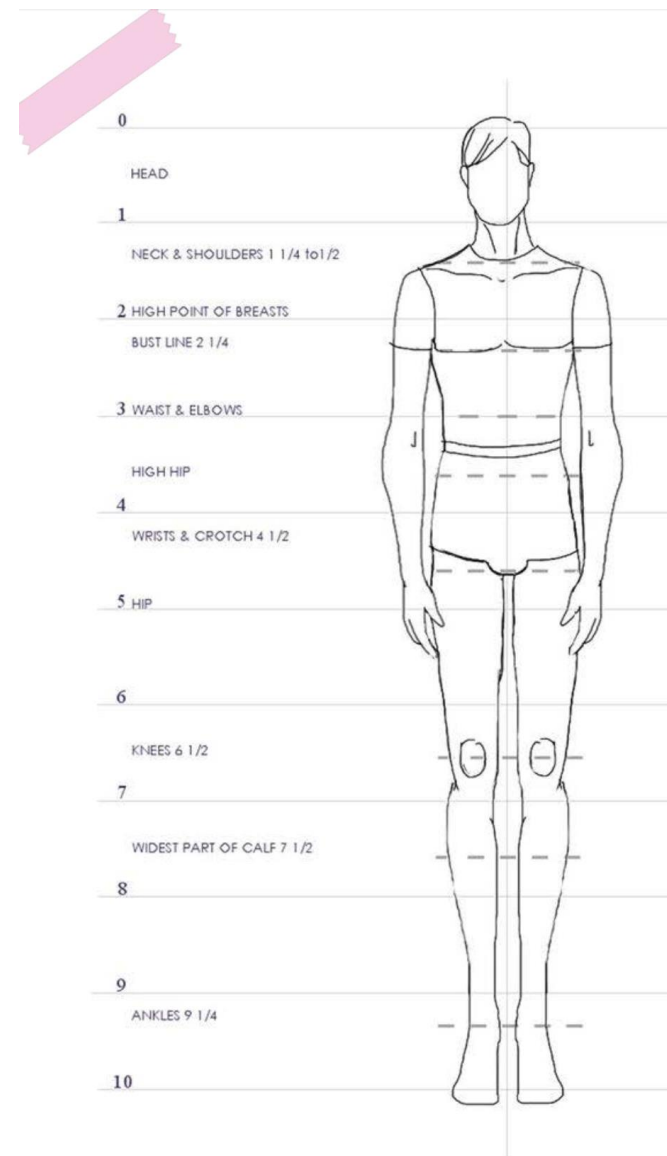 0
HEAD
1
NECK & SHOULDERS 1 1/4 to1/2
2 HIGH POINT OF BREASTS
BUST LINE 2 1/4
3 WAIST & ELBOWS
HIGH HIP
4
WRISTS & CROTCH 4 1/2
5 HIP
6
KNEES 6 1/2
7
WIDEST PART OF CALF 7 1/2
8
9
ANKLES 9 1/4
10